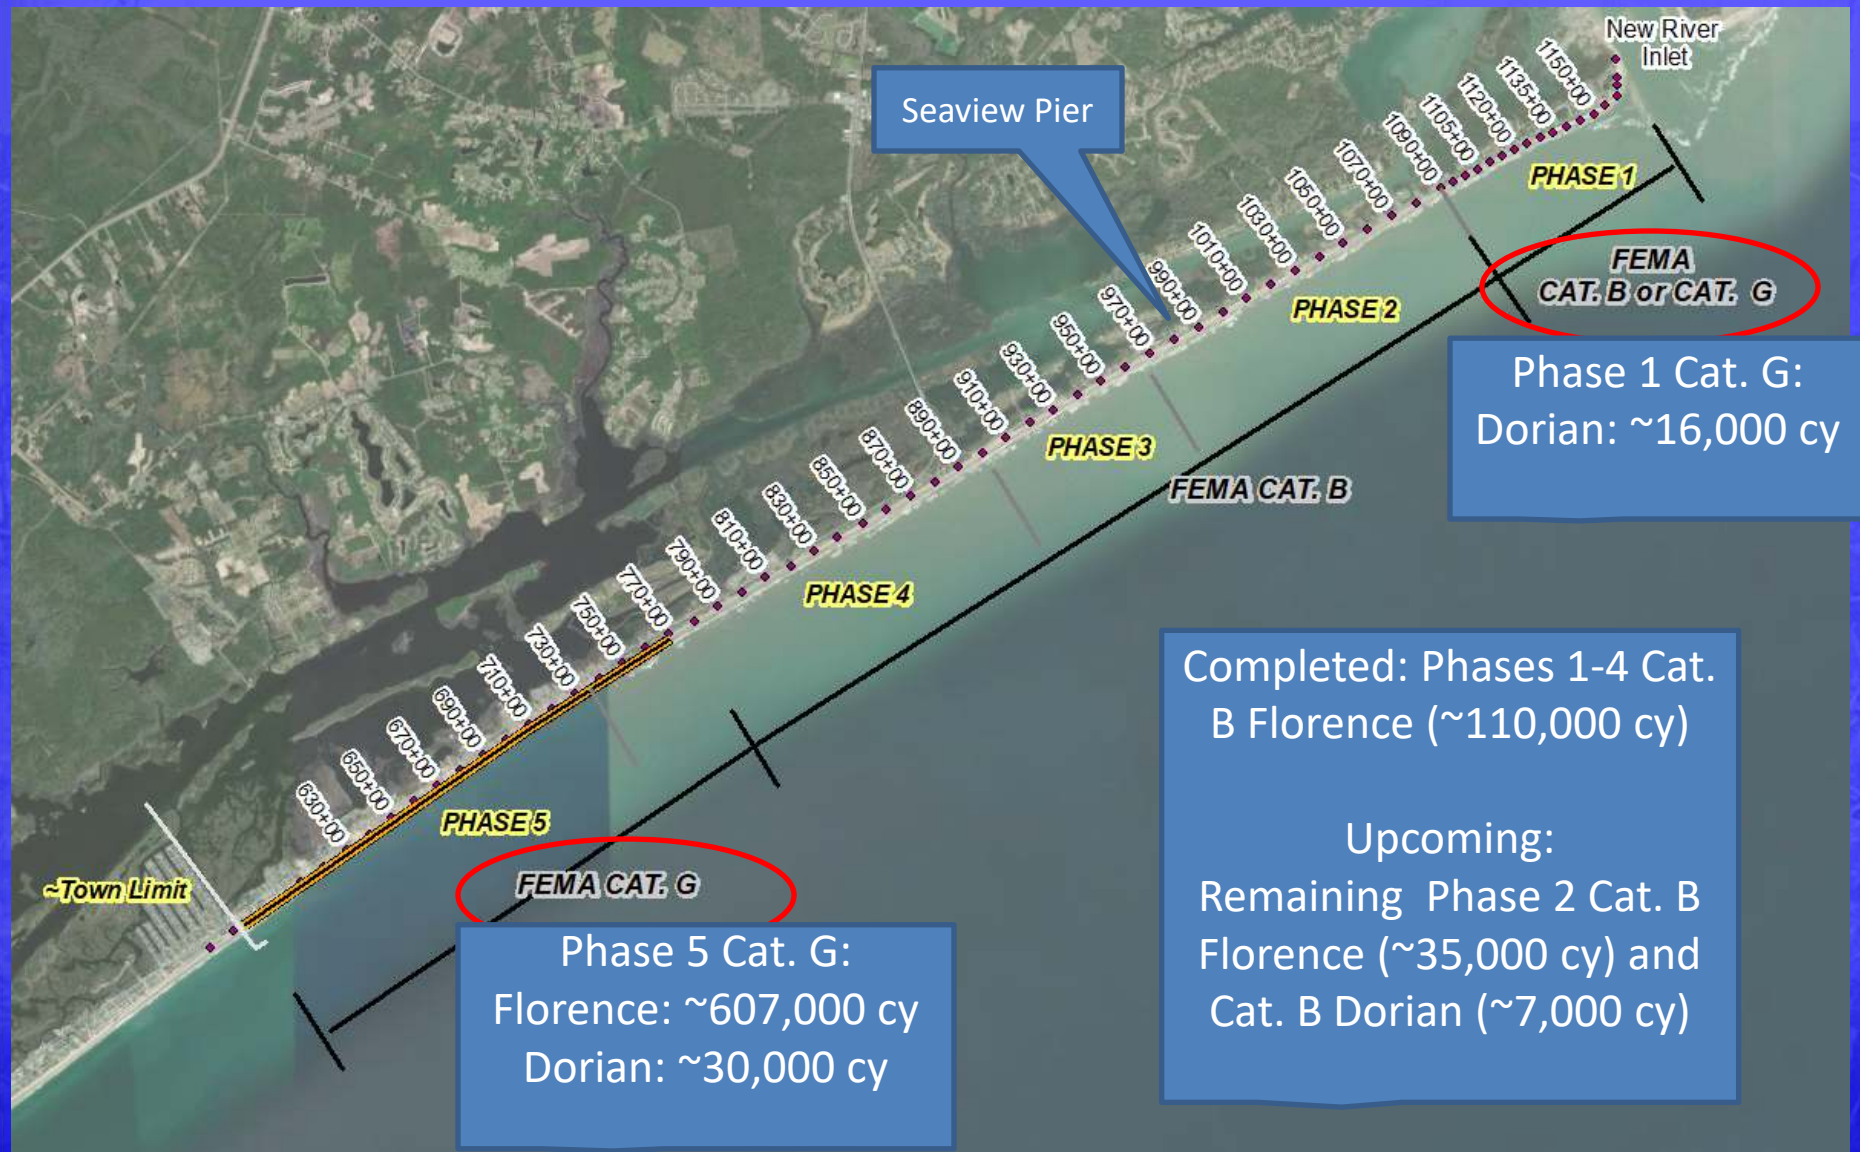 New River
Inlet
Seaview Pier
1150+00
1135+00
1120+00
1105+00
1090+00
1070+00
1050+00
1030+00
1010+00
990+00
970+00
950+00
930+00
910+00
890+00
870+00
850+00
830+00
810+00
790+00
770+00
750+00
730+00
710+00
690+00
670+00
650+00
630+00
PHASE 1
FEMA
CAT. B or CAT. G
PHASE 2
Phase 1 Cat. G:
Dorian: ~16,000 cy
PHASE 3
FEMA CAT. B
PHASE 4
Completed: Phases 1-4 Cat.
B Florence (~110,000 cy)
Upcoming:
Remaining Phase 2 Cat. B
Florence (~35,000 cy) and
Cat. B Dorian (~7,000 cy)
PHASE 5
~Town Limit
FEMA CAT. G
Phase 5 Cat. G:
Florence: ~607,000 cy
Dorian: ~30,000 cy